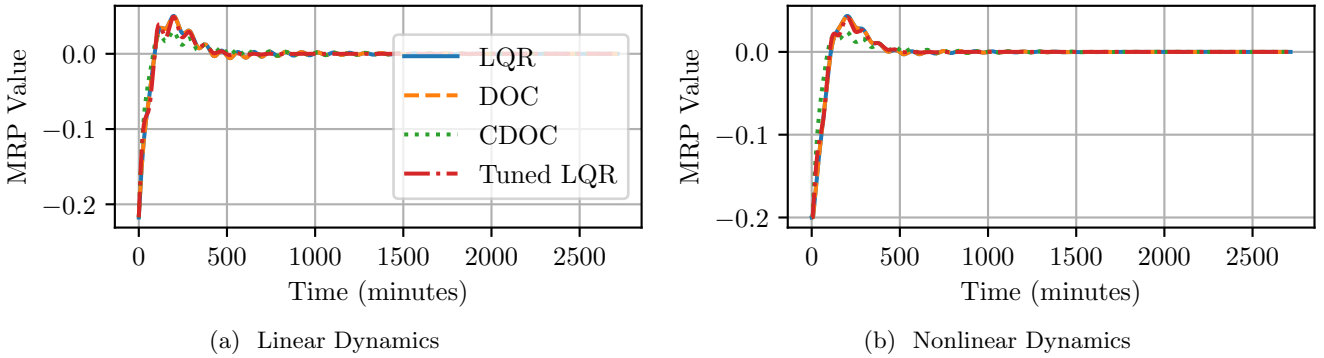 MRP Value
0.0
−0.1
−0.2
LQR
DOC
CDOC
Tuned LQR
0 500 1000 1500 2000 2500
Time (minutes)
(a) Linear Dynamics
MRP Value
0.0
−0.1
−0.2
0 500 1000 1500 2000 2500
Time (minutes)
(b) Nonlinear Dynamics